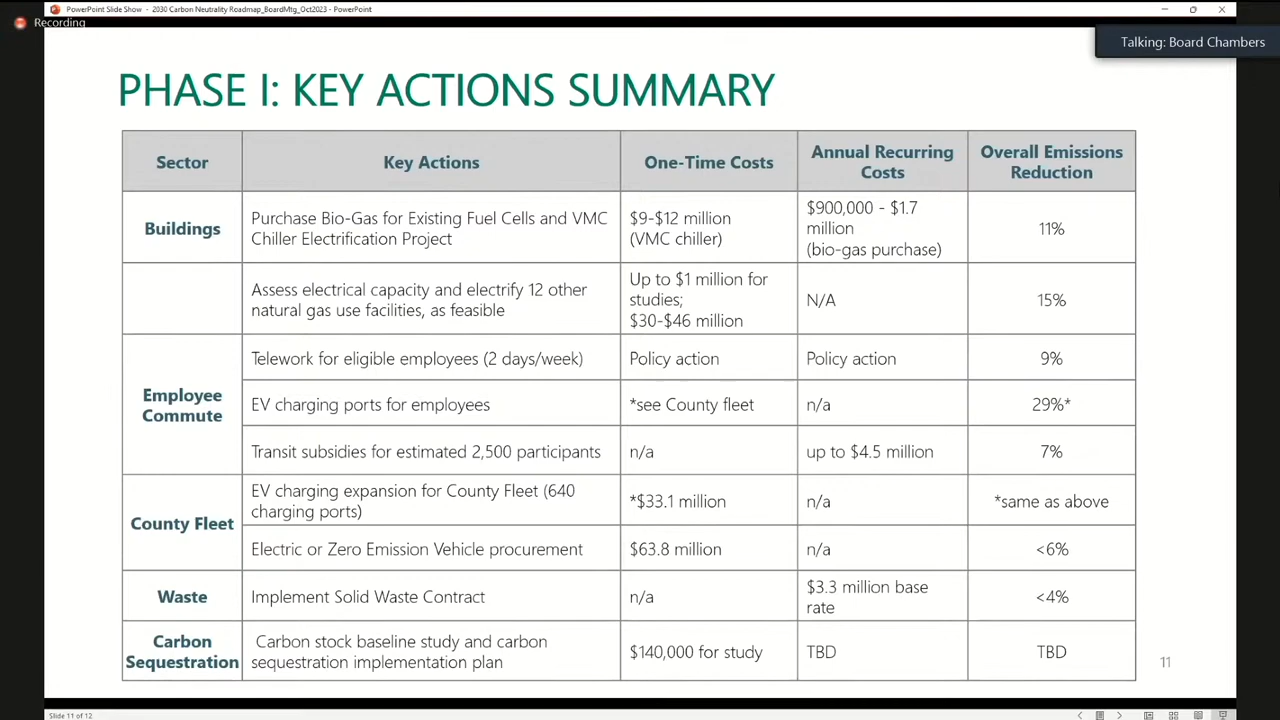 PowerPoint Slide Show - 2030 Carbon Neutrality Roadmap_BoardMtg_Oct2023 - PowerPoint
Recording
Talking: Board Chambers
PHASE I: KEY ACTIONS SUMMARY
Sector
Key Actions
One-Time Costs
Annual Recurring
Costs
Overall Emissions
Reduction
Buildings
Purchase Bio-Gas for Existing Fuel Cells and VMC
Chiller Electrification Project
$9-$12 million
(VMC chiller)
$900,000 - $1.7
million
(bio-gas purchase)
11%
Assess electrical capacity and electrify 12 other
natural gas use facilities, as feasible
Up to $1 million for
studies;
$30-$46 million
N/A
15%
Employee
Commute
Telework for eligible employees (2 days/week)
Policy action
Policy action
9%
EV charging ports for employees
*see County fleet
n/a
29%*
Transit subsidies for estimated 2,500 participants
n/a
up to $4.5 million
7%
County Fleet
EV charging expansion for County Fleet (640
charging ports)
*$33.1 million
n/a
*same as above
Electric or Zero Emission Vehicle procurement
$63.8 million
n/a
<6%
Waste
Implement Solid Waste Contract
n/a
$3.3 million base
rate
<4%
Carbon
Sequestration
Carbon stock baseline study and carbon
sequestration implementation plan
$140,000 for study
TBD
TBD
11
Slide 11 of 12